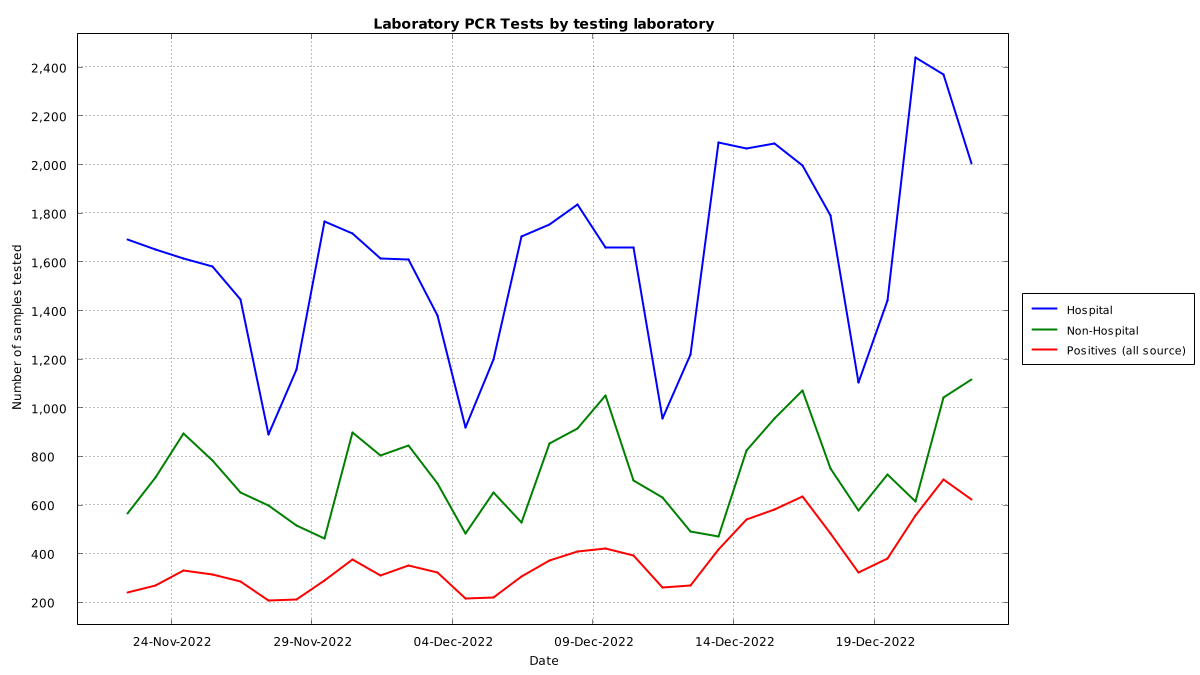 Laboratory PCR Tests by testing laboratory
Number of samples tested
2,400
2,200
2,000
1,800
1,600
1,400
1,200
1,000
800
600
400
200
24-Nov-2022 29-Nov-2022 04-Dec-2022 09-Dec-2022 14-Dec-2022 19-Dec-2022
Date
Hospital
Non-Hospital
Positives (all source)